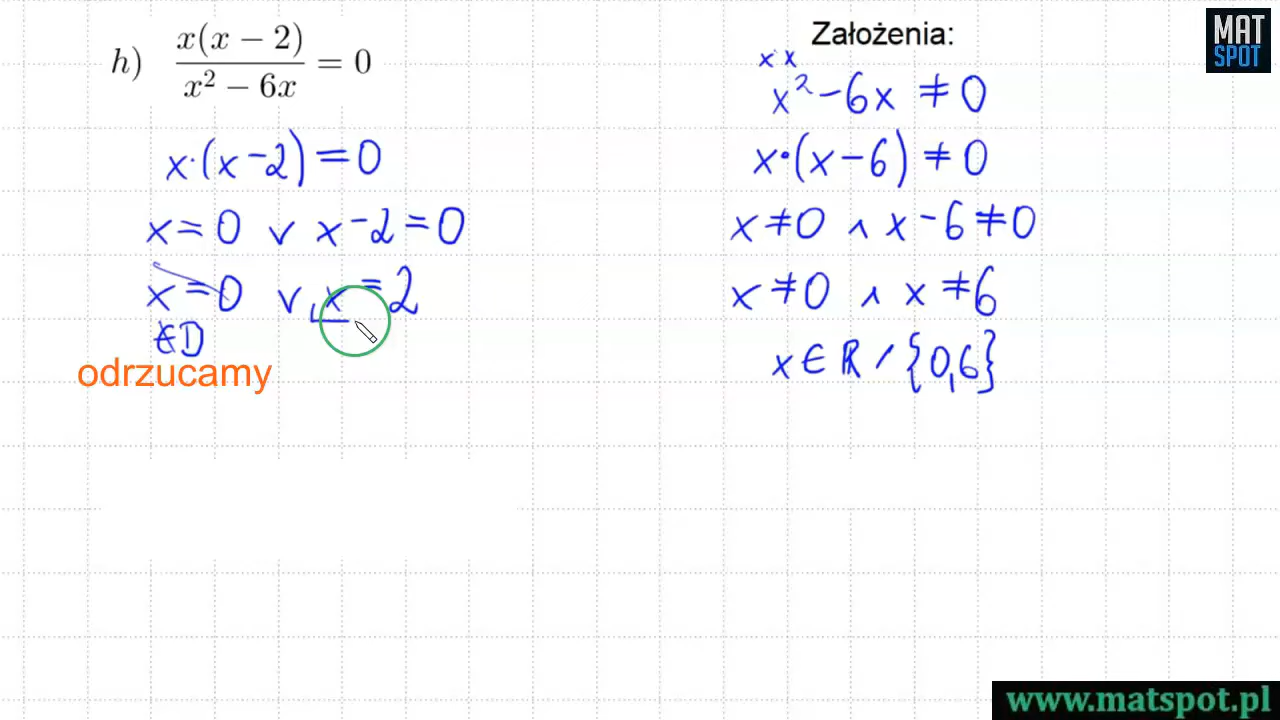 h) x(x − 2) / x² − 6x = 0
x·(x−2)=0
x=0 ∨ x−2=0
x=0 ∨ x=2
∉D
odrzucamy
Założenia:
x x
x²−6x ≠0
x·(x−6)≠0
x≠0 ∧ x−6≠0
x≠0 ∧ x≠6
x∈ℝ/{0,6}
MAT
SPOT
www.matspot.pl